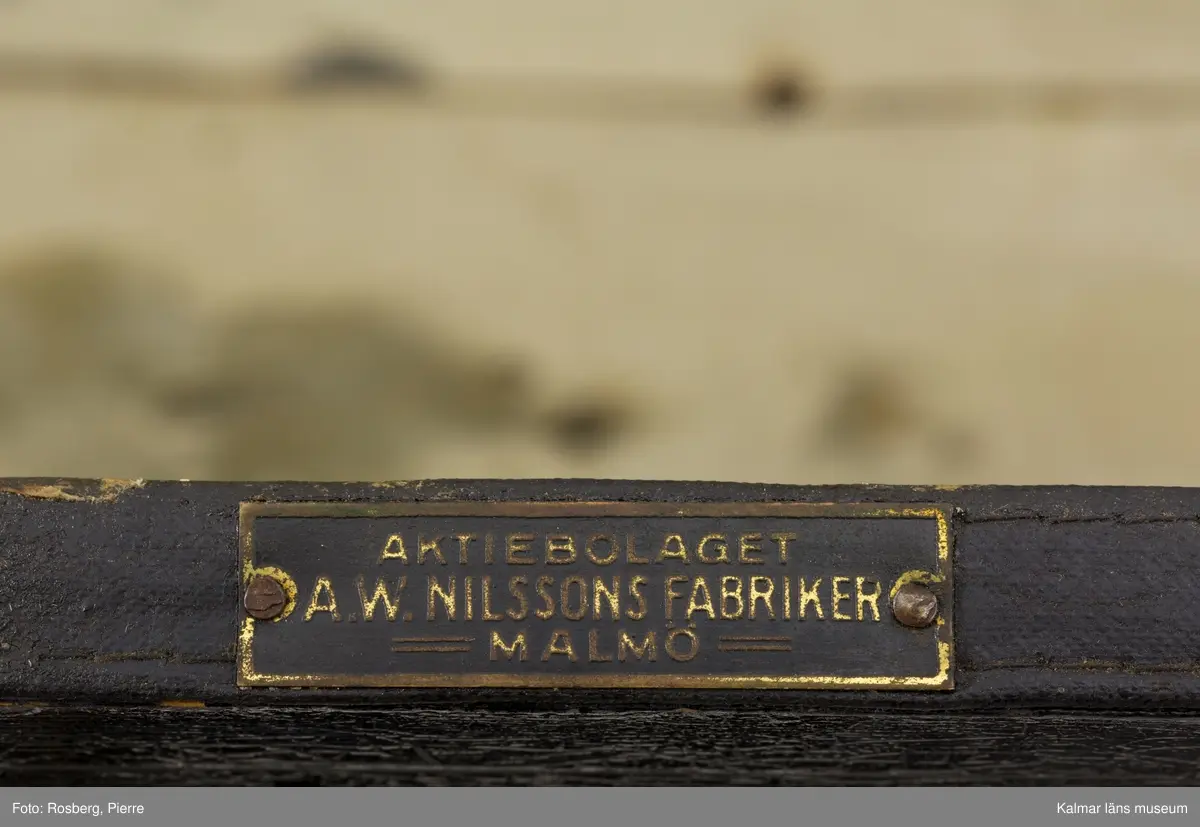 AKTIEBOLAGET
A.W. NILSSONS FABRIKER
MALMÖ
Foto: Rosberg, Pierre
Kalmar läns museum